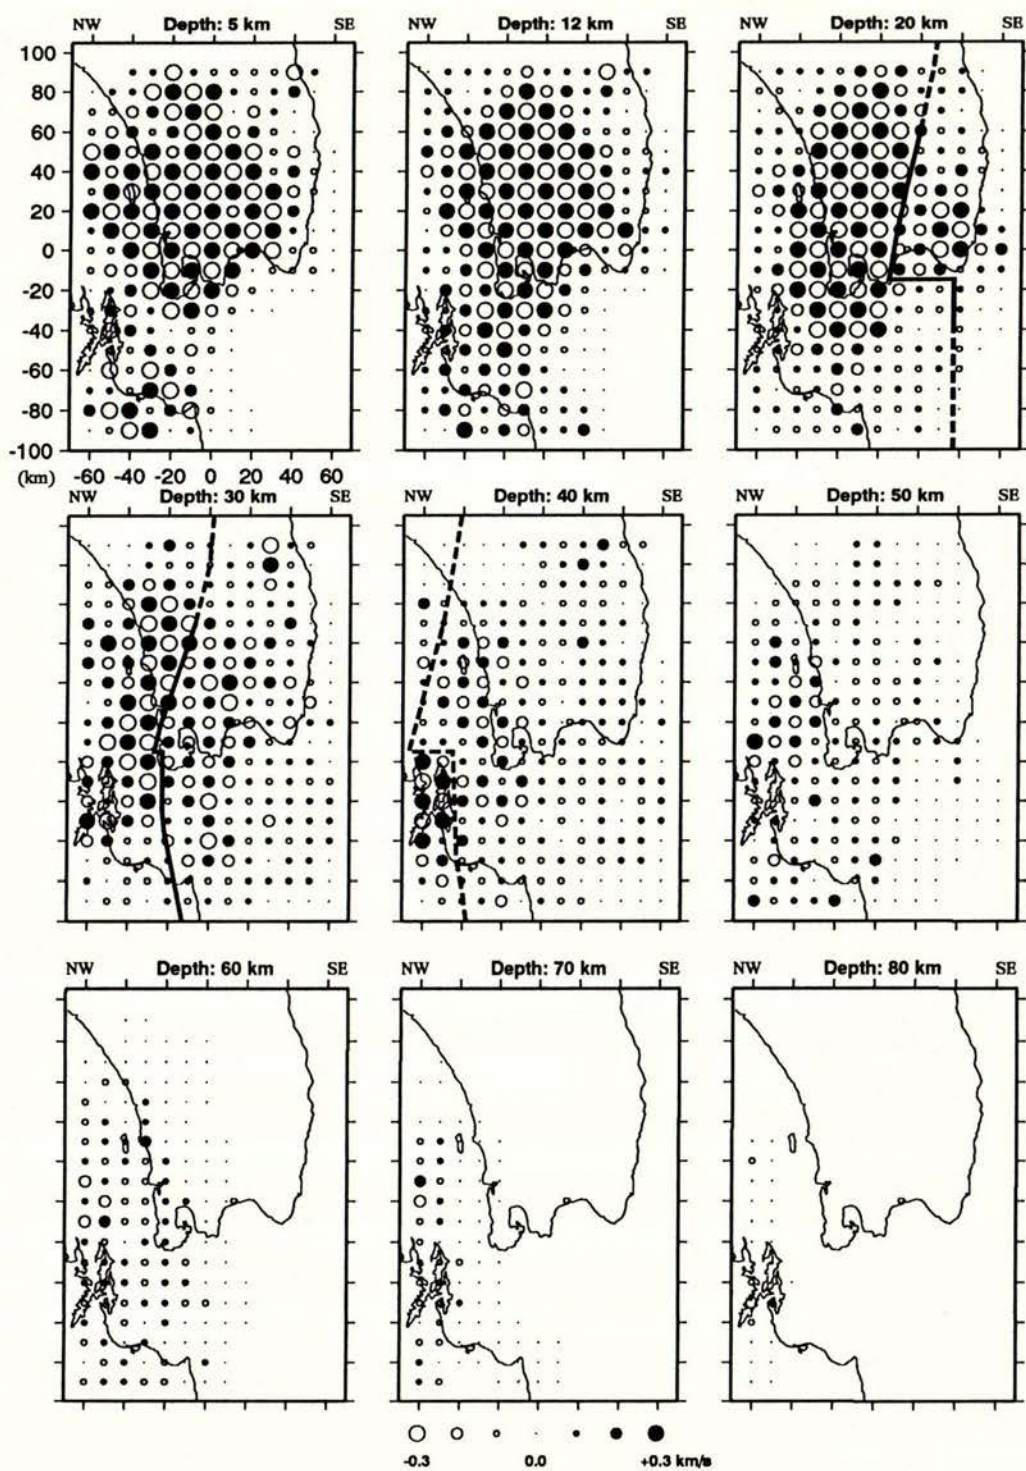 NW Depth: 5 km SE
NW Depth: 12 km SE
NW Depth: 20 km SE
100
80
60
40
20
0
-20
-40
-60
-80
-100
(km) -60 -40 -20 0 20 40 60
NW Depth: 30 km SE
NW Depth: 40 km SE
NW Depth: 50 km SE
NW Depth: 60 km SE
NW Depth: 70 km SE
NW Depth: 80 km SE
-0.3 0.0 +0.3 km/s